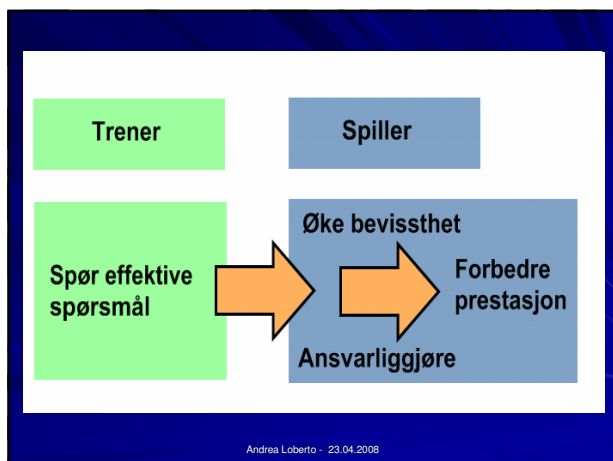 Trener
Spiller
Spør effektive
spørsmål
Øke bevissthet
Forbedre
prestasjon
Ansvarliggjøre
Andrea Loberto - 23.04.2008